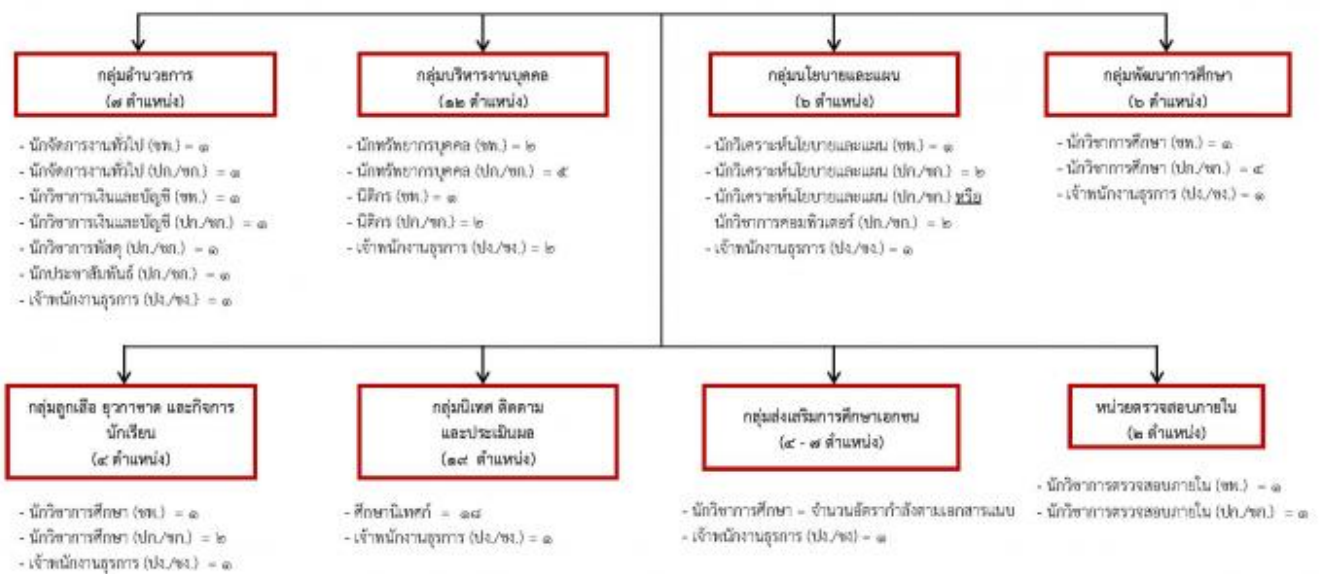 กลุ่มอำนวยการ
(๗ ตำแหน่ง)
- นักจัดการงานทั่วไป (ชพ.) = ๑
- นักจัดการงานทั่วไป (ปก./ชก.) = ๑
- นักวิชาการเงินและบัญชี (ชพ.) = ๑
- นักวิชาการเงินและบัญชี (ปก./ชก.) = ๑
- นักวิชาการพัสดุ (ปก./ชก.) = ๑
- นักประชาสัมพันธ์ (ปก./ชก.) = ๑
- เจ้าพนักงานธุรการ (ปง./ชง.) = ๑
กลุ่มบริหารงานบุคคล
(๑๒ ตำแหน่ง)
- นักทรัพยากรบุคคล (ชพ.) = ๒
- นักทรัพยากรบุคคล (ปก./ชก.) = ๕
- นิติกร (ชพ.) = ๑
- นิติกร (ปก./ชก.) = ๒
- เจ้าพนักงานธุรการ (ปง./ชง.) = ๒
กลุ่มนโยบายและแผน
(๖ ตำแหน่ง)
- นักวิเคราะห์นโยบายและแผน (ชพ.) = ๑
- นักวิเคราะห์นโยบายและแผน (ปก./ชก.) = ๒
- นักวิเคราะห์นโยบายและแผน (ปก./ชก.) หรือ
นักวิชาการคอมพิวเตอร์ (ปก./ชก.) = ๒
- เจ้าพนักงานธุรการ (ปง./ชง.) = ๑
กลุ่มพัฒนาการศึกษา
(๖ ตำแหน่ง)
- นักวิชาการศึกษา (ชพ.) = ๑
- นักวิชาการศึกษา (ปก./ชก.) = ๔
- เจ้าพนักงานธุรการ (ปง./ชง.) = ๑
กลุ่มลูกเสือ ยุวกาชาด และกิจการ
นักเรียน
(๔ ตำแหน่ง)
- นักวิชาการศึกษา (ชพ.) = ๑
- นักวิชาการศึกษา (ปก./ชก.) = ๒
- เจ้าพนักงานธุรการ (ปง./ชง.) = ๑
กลุ่มนิเทศ ติดตาม
และประเมินผล
(๑๙ ตำแหน่ง)
- ศึกษานิเทศก์ = ๑๘
- เจ้าพนักงานธุรการ (ปง./ชง.) = ๑
กลุ่มส่งเสริมการศึกษาเอกชน
(๔ - ๗ ตำแหน่ง)
- นักวิชาการศึกษา = จำนวนอัตรากำลังตามเอกสารแนบ
- เจ้าพนักงานธุรการ (ปง./ชง) = ๑
หน่วยตรวจสอบภายใน
(๒ ตำแหน่ง)
- นักวิชาการตรวจสอบภายใน (ชพ.) = ๑
- นักวิชาการตรวจสอบภายใน (ปก./ชก.) = ๑